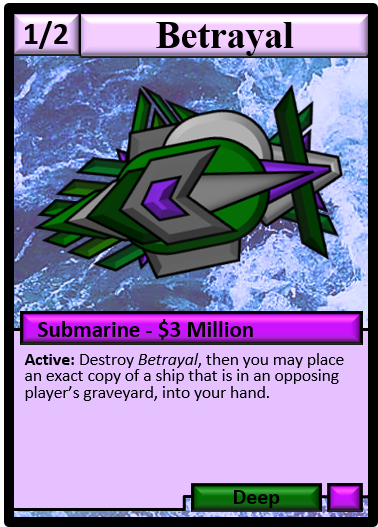 1/2 Betrayal
Submarine - $3 Million
Active: Destroy Betrayal, then you may place
an exact copy of a ship that is in an opposing
player's graveyard, into your hand.
Deep